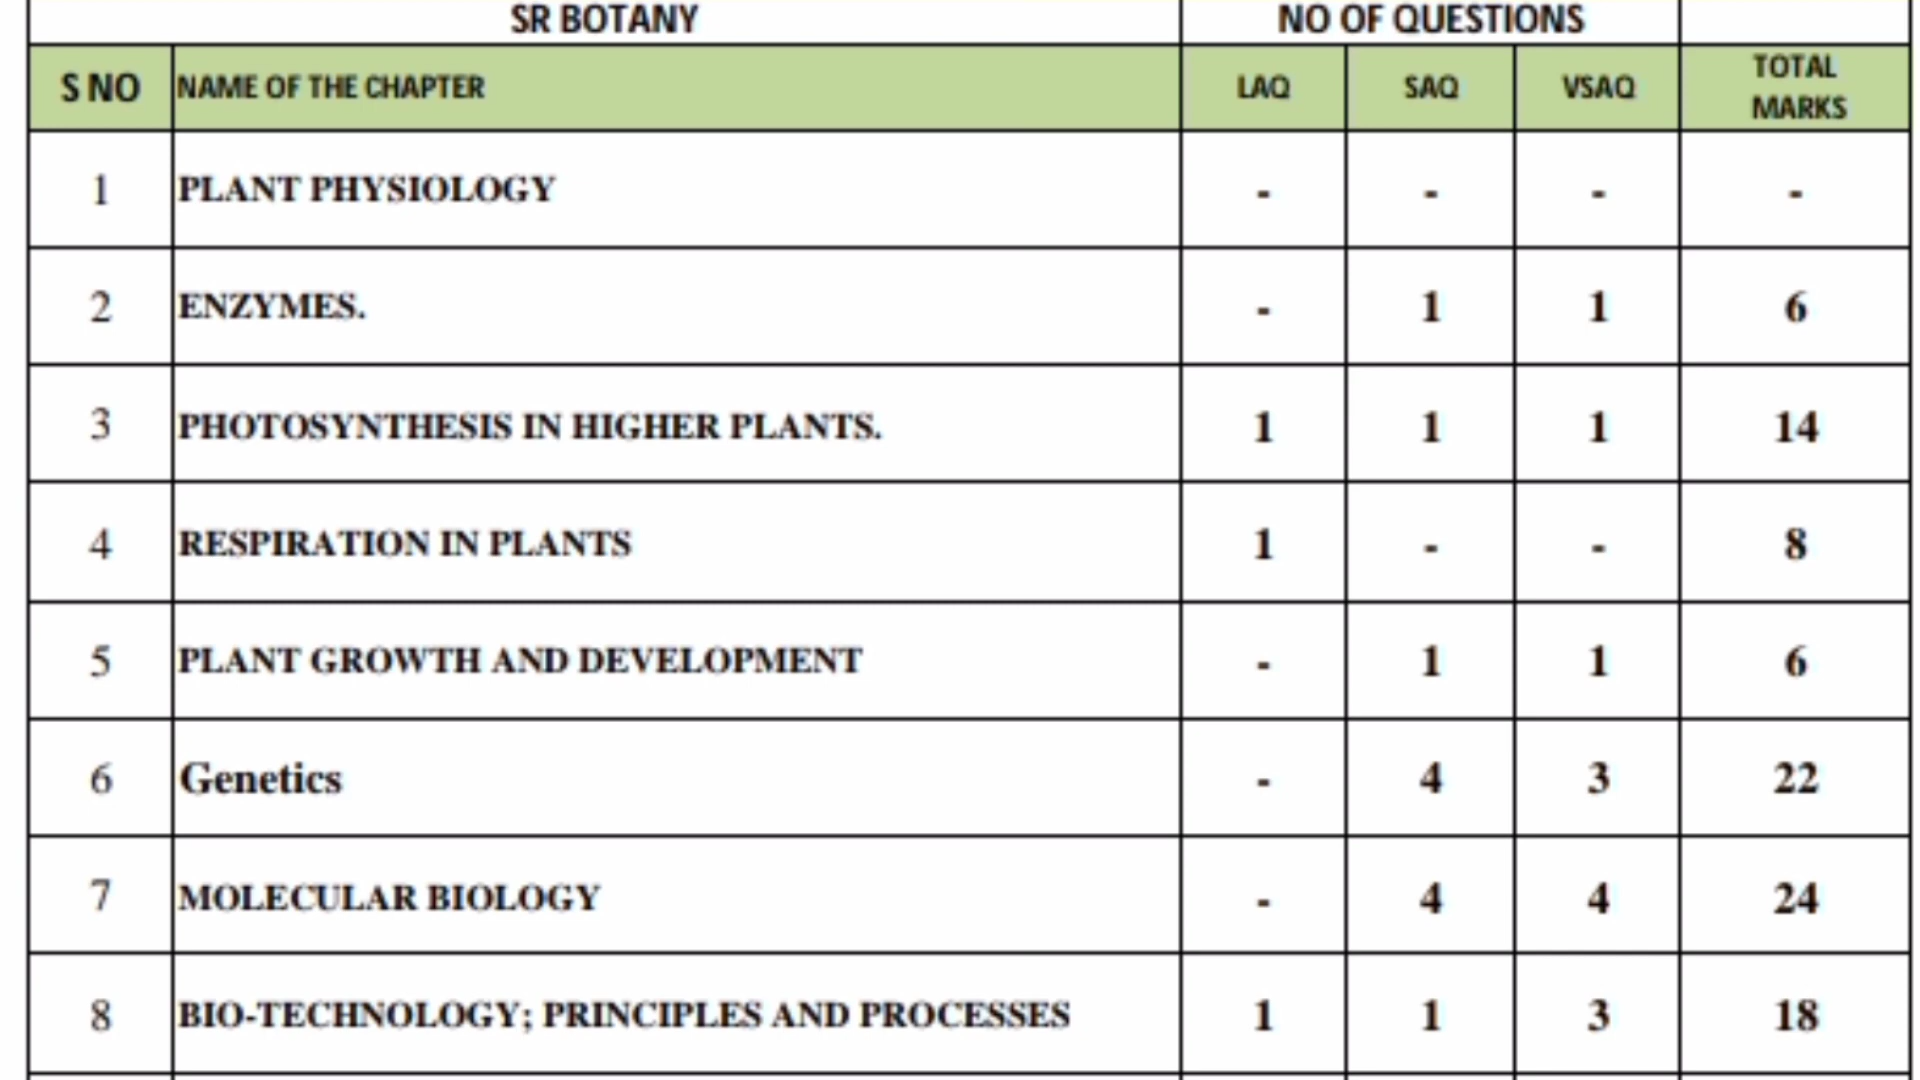 SR BOTANY NO OF QUESTIONS
S NO NAME OF THE CHAPTER LAQ SAQ VSAQ TOTAL MARKS
1 PLANT PHYSIOLOGY - - - -
2 ENZYMES. - 1 1 6
3 PHOTOSYNTHESIS IN HIGHER PLANTS. 1 1 1 14
4 RESPIRATION IN PLANTS 1 - - 8
5 PLANT GROWTH AND DEVELOPMENT - 1 1 6
6 Genetics - 4 3 22
7 MOLECULAR BIOLOGY - 4 4 24
8 BIO-TECHNOLOGY; PRINCIPLES AND PROCESSES 1 1 3 18